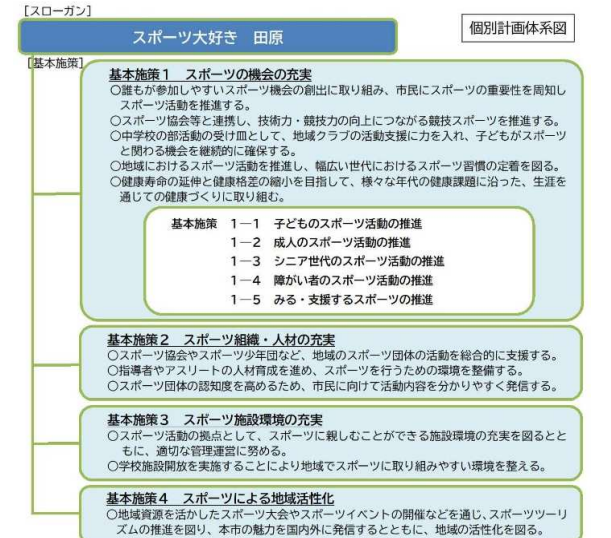 [スローガン]
スポーツ大好き 田原
個別計画体系図
[基本施策]
基本施策1 スポーツの機会の充実
○誰もが参加しやすいスポーツ機会の創出に取り組み、市民にスポーツの重要性を周知し
スポーツ活動を推進する。
○スポーツ協会等と連携し、技術力・競技力の向上につながる競技スポーツを推進する。
○中学校の部活動の受け皿として、地域クラブの活動支援に力を入れ、子どもがスポーツ
と関わる機会を継続的に確保する。
○地域におけるスポーツ活動を推進し、幅広い世代におけるスポーツ習慣の定着を図る。
○健康寿命の延伸と健康格差の縮小を目指して、様々な年代の健康課題に沿った、生涯を
通じての健康づくりに取り組む。
基本施策 1―1 子どものスポーツ活動の推進
1―2 成人のスポーツ活動の推進
1―3 シニア世代のスポーツ活動の推進
1―4 障がい者のスポーツ活動の推進
1―5 みる・支援するスポーツの推進
基本施策2 スポーツ組織・人材の充実
○スポーツ協会やスポーツ少年団など、地域のスポーツ団体の活動を総合的に支援する。
○指導者やアスリートの人材育成を進め、スポーツを行うための環境を整備する。
○スポーツ団体の認知度を高めるため、市民に向けて活動内容を分かりやすく発信する。
基本施策3 スポーツ施設環境の充実
○スポーツ活動の拠点として、スポーツに親しむことができる施設環境の充実を図るとと
もに、適切な管理運営に努める。
○学校施設開放を実施することにより地域でスポーツに取り組みやすい環境を整える。
基本施策4 スポーツによる地域活性化
○地域資源を活かしたスポーツ大会やスポーツイベントの開催などを通じ、スポーツツーリ
ズムの推進を図り、本市の魅力を国内外に発信するとともに、地域の活性化を図る。